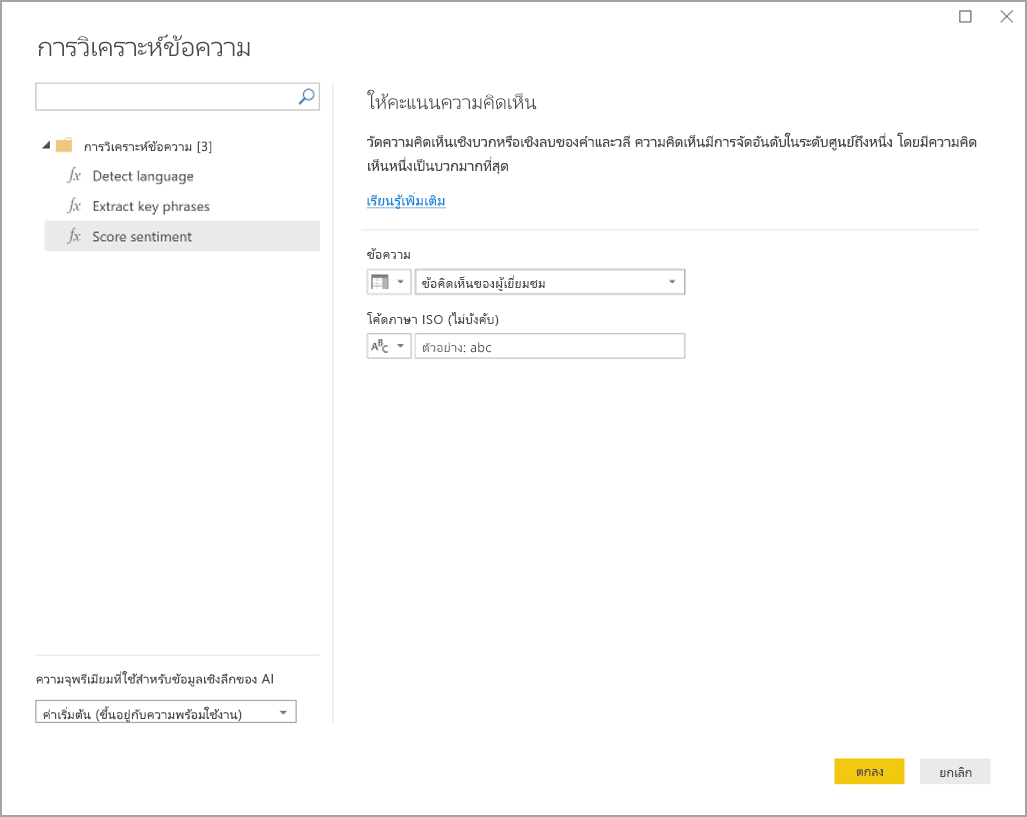 การวิเคราะห์ข้อความ
การวิเคราะห์ข้อความ [3]
fx Detect language
fx Extract key phrases
fx Score sentiment
ความจุพรีเมียมที่ใช้สำหรับข้อมูลเชิงลึกของ AI
ค่าเริ่มต้น (ขึ้นอยู่กับความพร้อมใช้งาน)
ให้คะแนนความคิดเห็น
วัดความคิดเห็นเชิงบวกหรือเชิงลบของคำและวลี ความคิดเห็นมีการจัดอันดับในระดับศูนย์ถึงหนึ่ง โดยมีความคิด
เห็นหนึ่งเป็นบวกมากที่สุด
เรียนรู้เพิ่มเติม
ข้อความ
ข้อคิดเห็นของผู้เยี่ยมชม
โค้ดภาษา ISO (ไม่บังคับ)
ABC ตัวอย่าง: abc
ตกลง
ยกเลิก